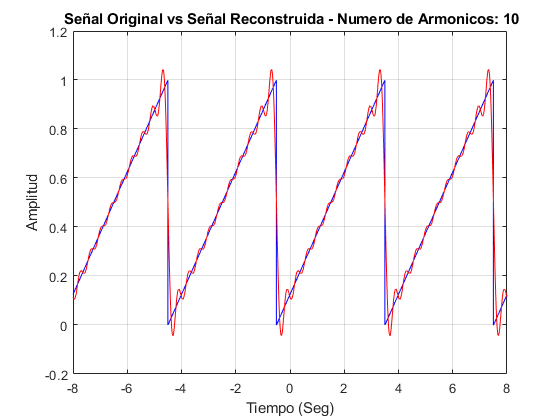 Señal Original vs Señal Reconstruida - Numero de Armonicos: 10
1.2
1
0.8
0.6
0.4
0.2
0
-0.2
Amplitud
-8 -6 -4 -2 0 2 4 6 8
Tiempo (Seg)